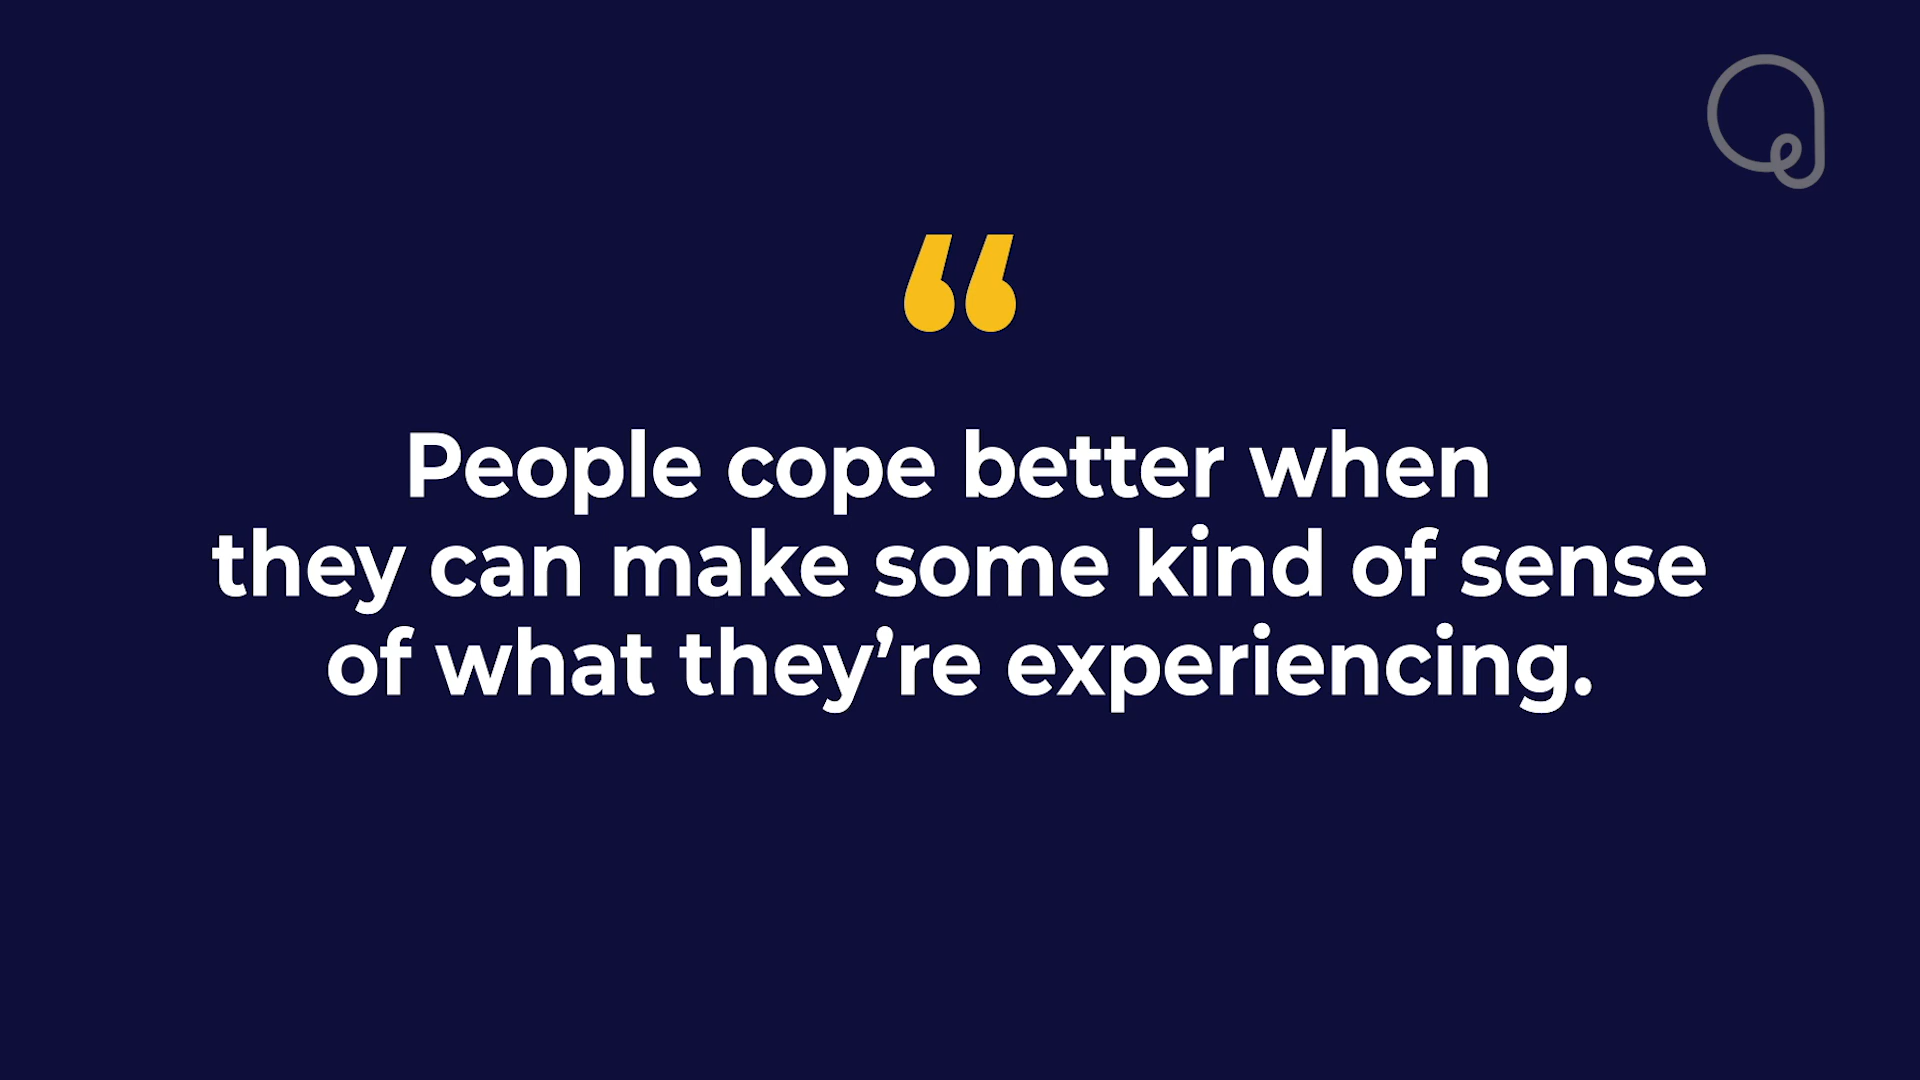 “
People cope better when
they can make some kind of sense
of what they’re experiencing.